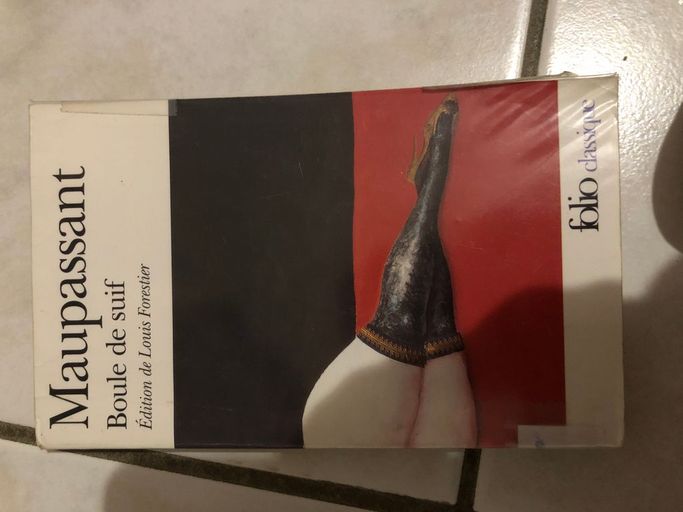 Maupassant
Boule de suif
Édition de Louis Forestier
folio classique